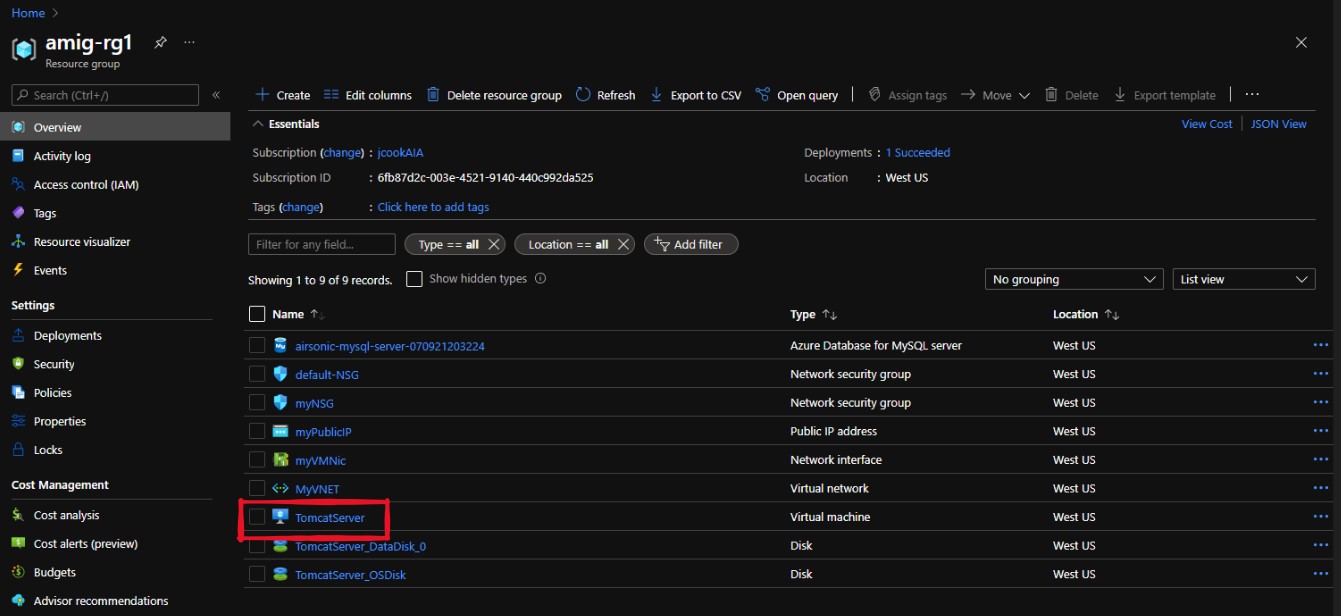 Home >
amig-rg1 ...
Resource group
Search (Ctrl+/) «
Overview
Activity log
Access control (IAM)
Tags
Resource visualizer
Events
Settings
Deployments
Security
Policies
Properties
Locks
Cost Management
Cost analysis
Cost alerts (preview)
Budgets
Advisor recommendations
Create Edit columns Delete resource group Refresh Export to CSV Open query Assign tags Move Delete Export template ...
Essentials View Cost JSON View
Subscription (change) : jcookAIA Deployments : 1 Succeeded
Subscription ID : 6fb87d2c-003e-4521-9140-440c992da525 Location : West US
Tags (change) : Click here to add tags
Filter for any field... Type == all Location == all Add filter
Showing 1 to 9 of 9 records. Show hidden types No grouping List view
Name Type Location
airsonic-mysql-server-070921203224 Azure Database for MySQL server West US ...
default-NSG Network security group West US ...
myNSG Network security group West US ...
myPublicIP Public IP address West US ...
myVMNic Network interface West US ...
MyVNET Virtual network West US ...
TomcatServer Virtual machine West US ...
TomcatServer_DataDisk_0 Disk West US ...
TomcatServer_OSDisk Disk West US ...